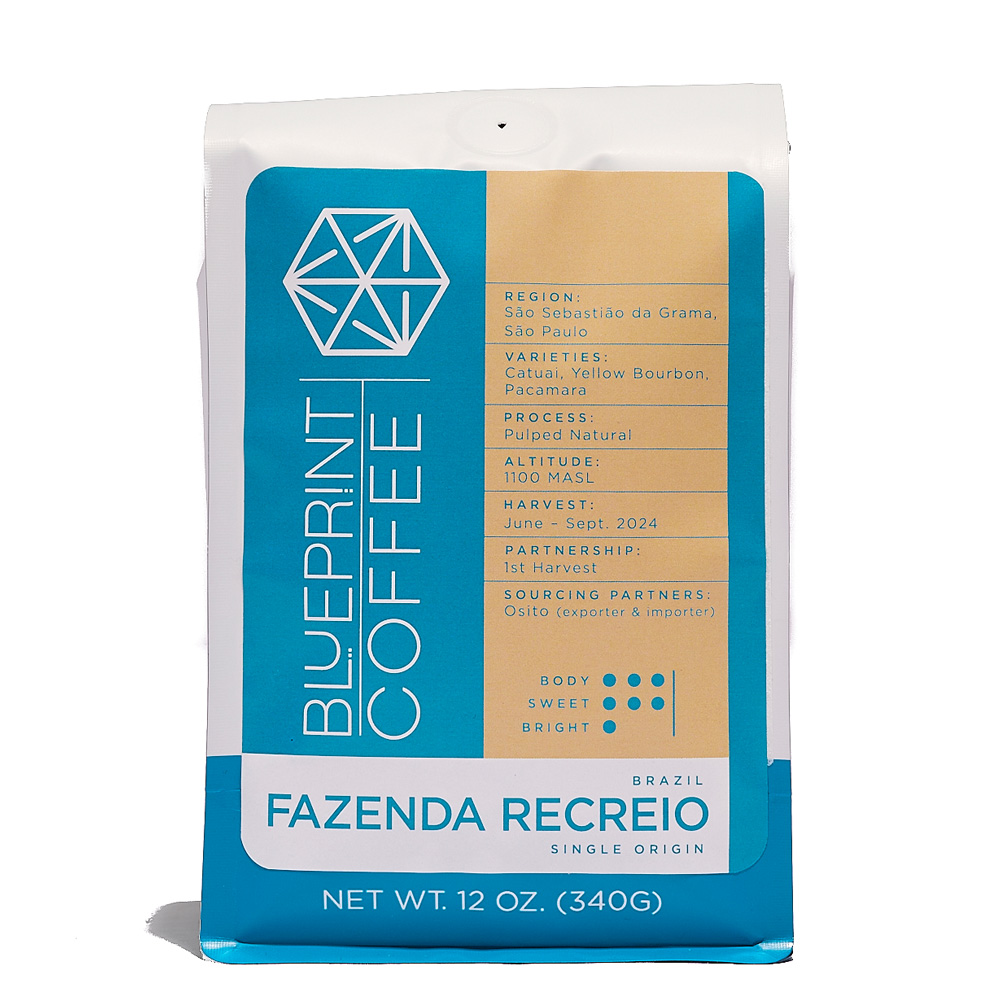 BLUEPRINT
COFFEE
REGION:
São Sebastião da Grama,
São Paulo
VARIETIES:
Catuai, Yellow Bourbon,
Pacamara
PROCESS:
Pulped Natural
ALTITUDE:
1100 MASL
HARVEST:
June – Sept. 2024
PARTNERSHIP:
1st Harvest
SOURCING PARTNERS:
Osito (exporter & importer)
BODY
SWEET
BRIGHT
BRAZIL
FAZENDA RECREIO
SINGLE ORIGIN
NET WT. 12 OZ. (340G)